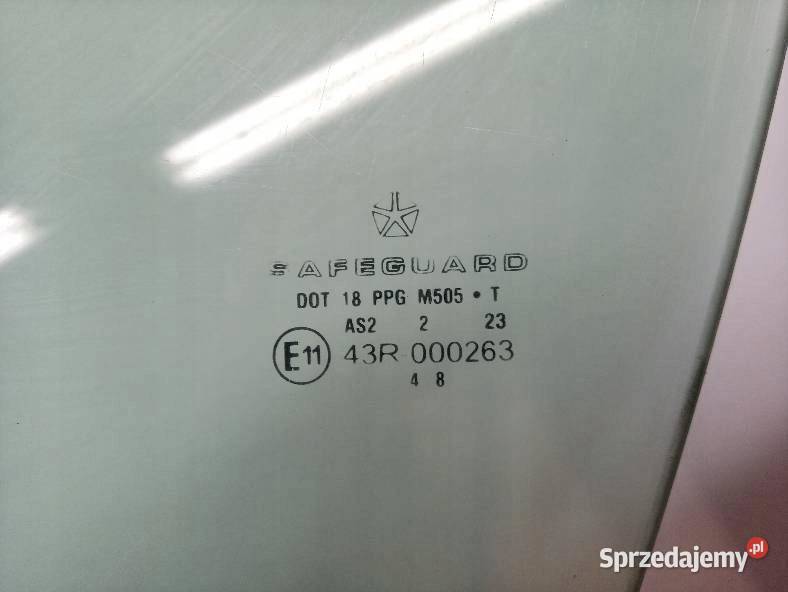 SAFEGUARD
DOT 18 PPG M505 • T
AS2 2 23
E11 43R 000263
4 8
Sprzedajemy.pl